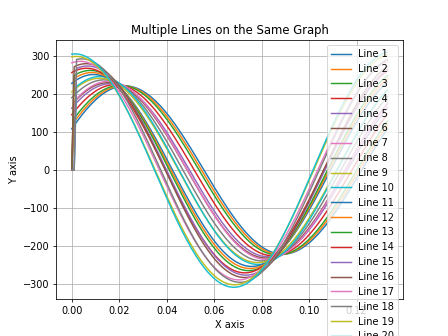 Multiple Lines on the Same Graph
Y axis
300
200
100
0
−100
−200
−300
0.00
0.02
0.04
0.06
0.08
0.10
X axis
Line 1
Line 2
Line 3
Line 4
Line 5
Line 6
Line 7
Line 8
Line 9
Line 10
Line 11
Line 12
Line 13
Line 14
Line 15
Line 16
Line 17
Line 18
Line 19